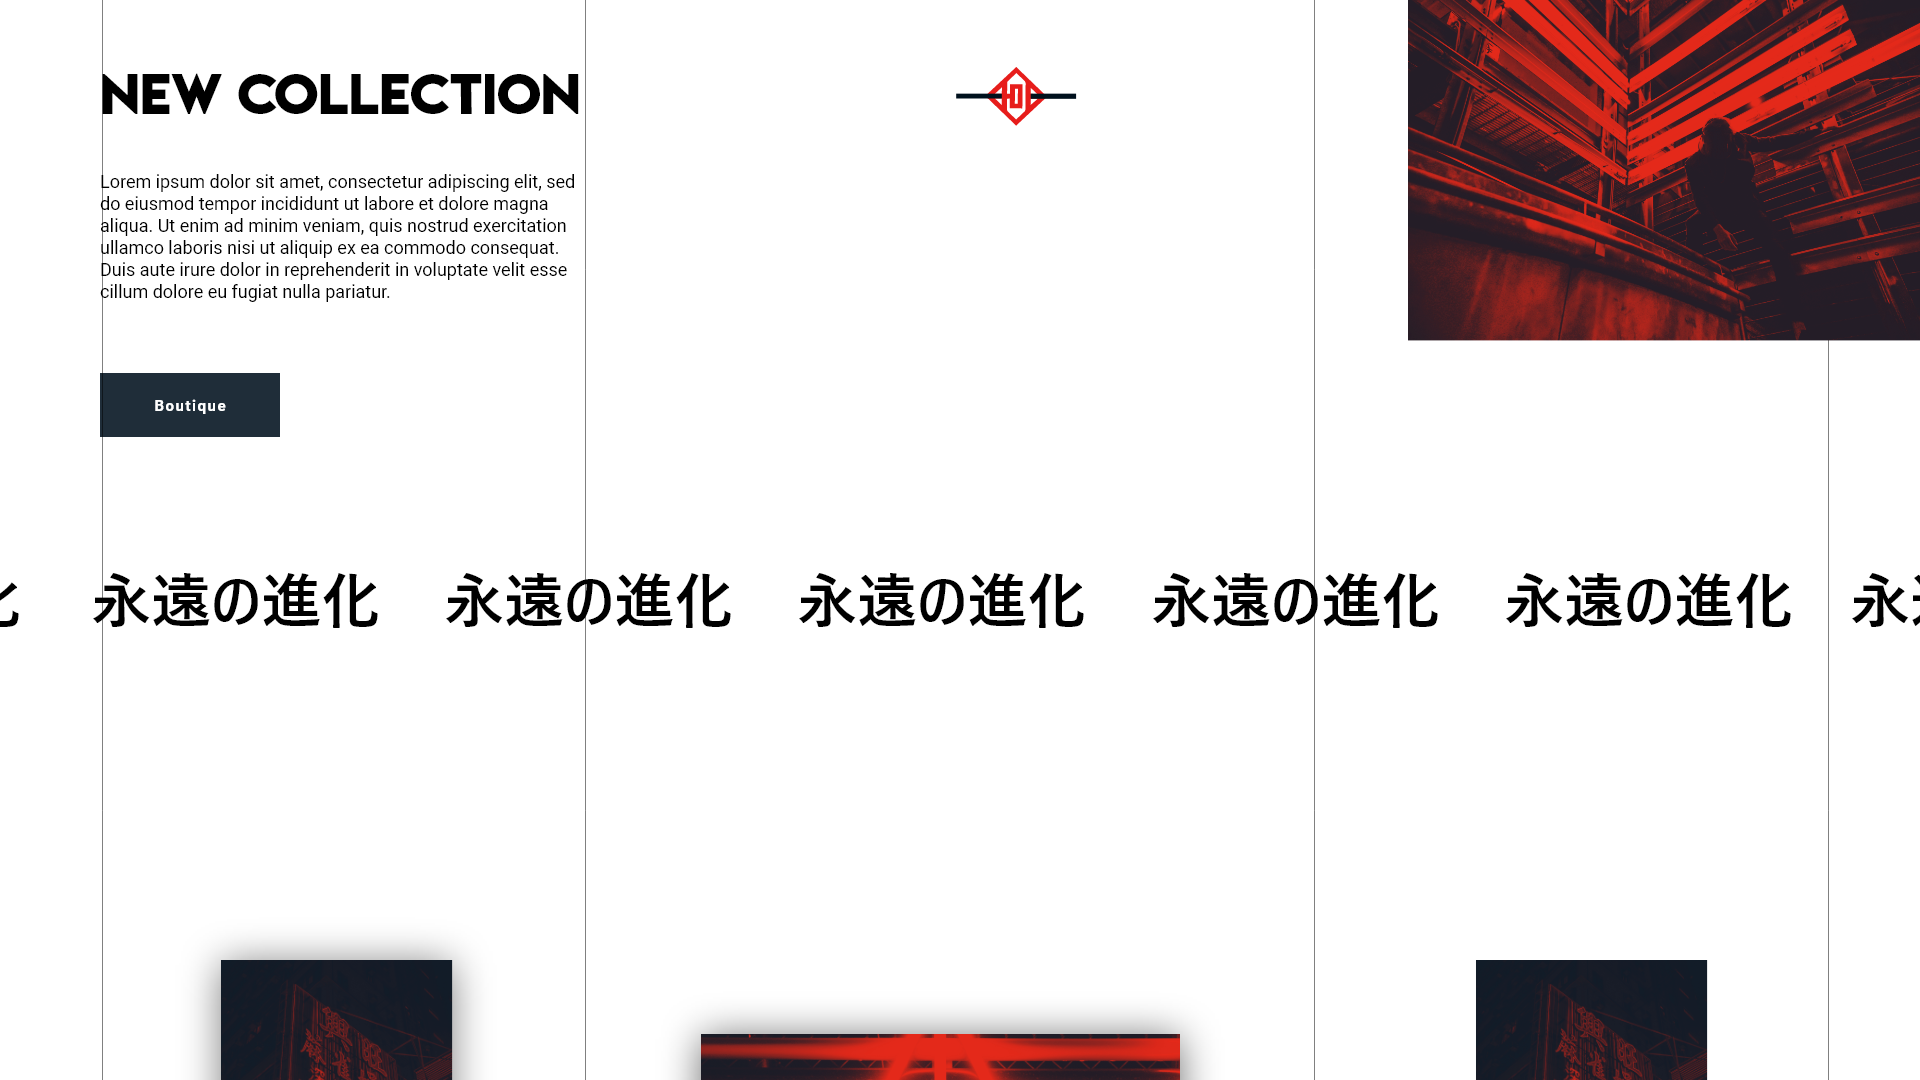 NEW COLLECTION
Lorem ipsum dolor sit amet, consectetur adipiscing elit, sed
do eiusmod tempor incididunt ut labore et dolore magna
aliqua. Ut enim ad minim veniam, quis nostrud exercitation
ullamco laboris nisi ut aliquip ex ea commodo consequat.
Duis aute irure dolor in reprehenderit in voluptate velit esse
cillum dolore eu fugiat nulla pariatur.
Boutique
化 永遠の進化 永遠の進化 永遠の進化 永遠の進化 永遠の進化 永